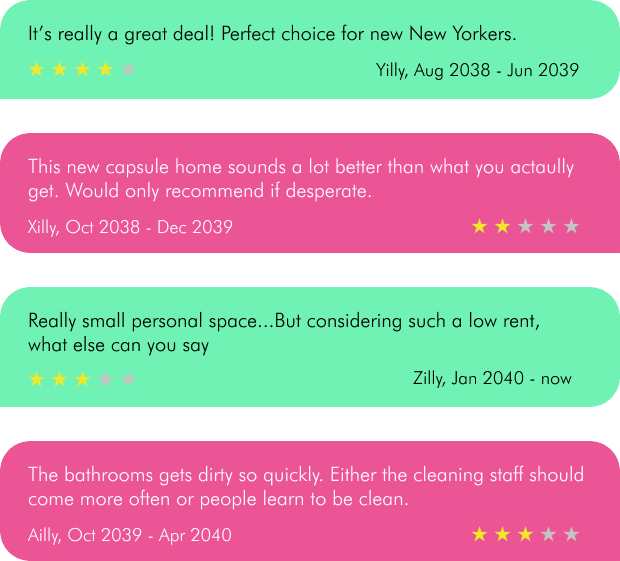 It’s really a great deal! Perfect choice for new New Yorkers.
Yilly, Aug 2038 - Jun 2039
This new capsule home sounds a lot better than what you actaully
get. Would only recommend if desperate.
Xilly, Oct 2038 - Dec 2039
Really small personal space...But considering such a low rent,
what else can you say
Zilly, Jan 2040 - now
The bathrooms gets dirty so quickly. Either the cleaning staff should
come more often or people learn to be clean.
Ailly, Oct 2039 - Apr 2040